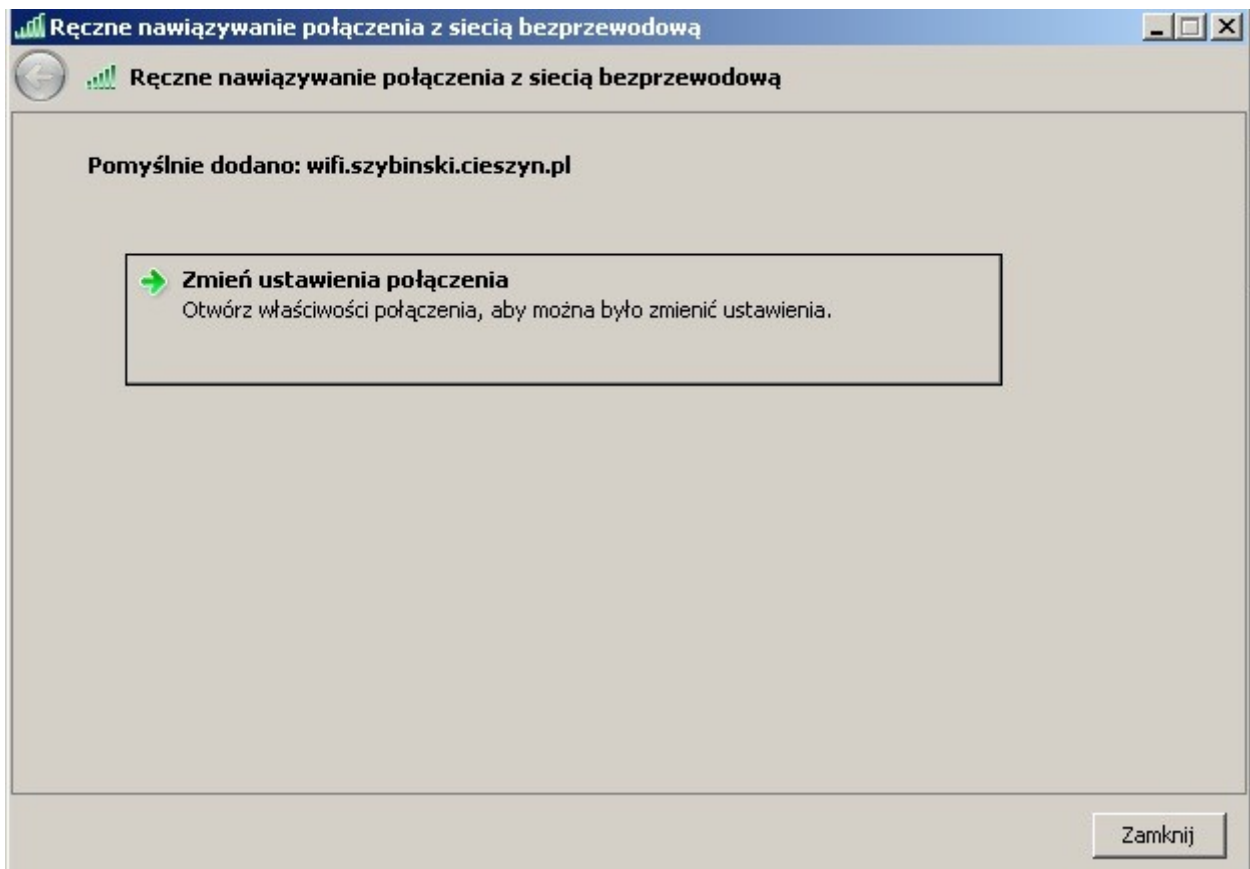 Ręczne nawiązywanie połączenia z siecią bezprzewodową
Ręczne nawiązywanie połączenia z siecią bezprzewodową
Pomyślnie dodano: wifi.szybinski.cieszyn.pl
Zmień ustawienia połączenia
Otwórz właściwości połączenia, aby można było zmienić ustawienia.
Zamknij